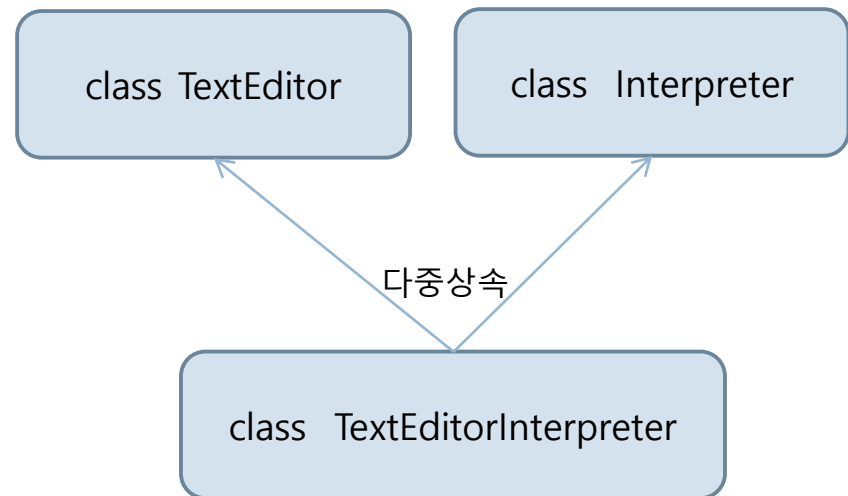 class TextEditor
class Interpreter
다중상속
class TextEditorInterpreter